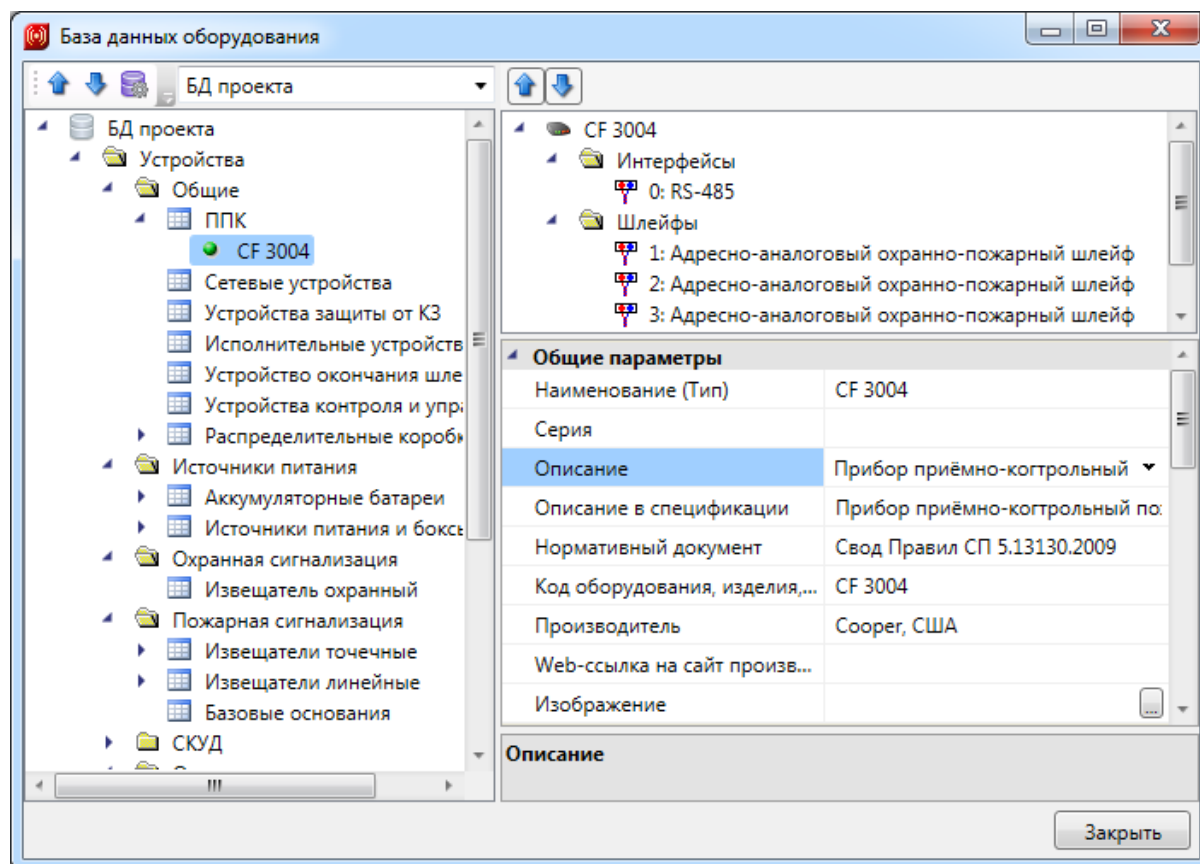 База данных оборудования
БД проекта
БД проекта
Устройства
Общие
ППК
CF 3004
Сетевые устройства
Устройства защиты от КЗ
Исполнительные устройств
Устройство окончания шле
Устройства контроля и упра
Распределительные коробк
Источники питания
Аккумуляторные батареи
Источники питания и боксы
Охранная сигнализация
Извещатель охранный
Пожарная сигнализация
Извещатели точечные
Извещатели линейные
Базовые основания
СКУД
CF 3004
Интерфейсы
0: RS-485
Шлейфы
1: Адресно-аналоговый охранно-пожарный шлейф
2: Адресно-аналоговый охранно-пожарный шлейф
3: Адресно-аналоговый охранно-пожарный шлейф
Общие параметры
Наименование (Тип) CF 3004
Серия
Описание Прибор приёмно-когтрольный
Описание в спецификации Прибор приёмно-когтрольный по
Нормативный документ Свод Правил СП 5.13130.2009
Код оборудования, изделия,... CF 3004
Производитель Cooper, США
Web-ссылка на сайт произв...
Изображение ...
Описание
Закрыть